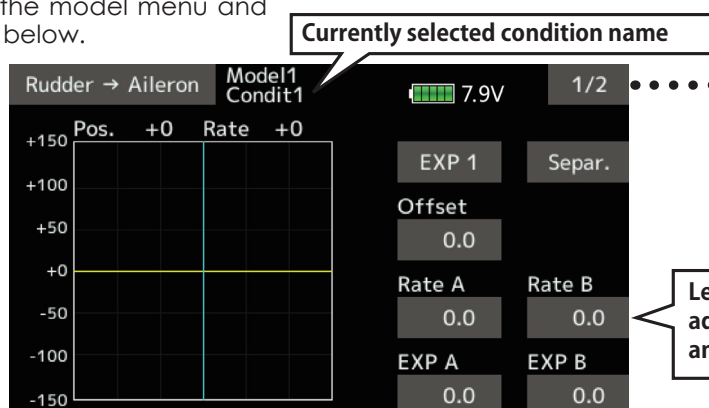 the model menu and
below.
Currently selected condition name
Rudder → Aileron
Model1
Condit1
7.9V
1/2
Pos. +0 Rate +0
+150
+100
+50
+0
-50
-100
-150
EXP 1
Separ.
Offset
0.0
Rate A
Rate B
0.0
0.0
EXP A
EXP B
0.0
0.0